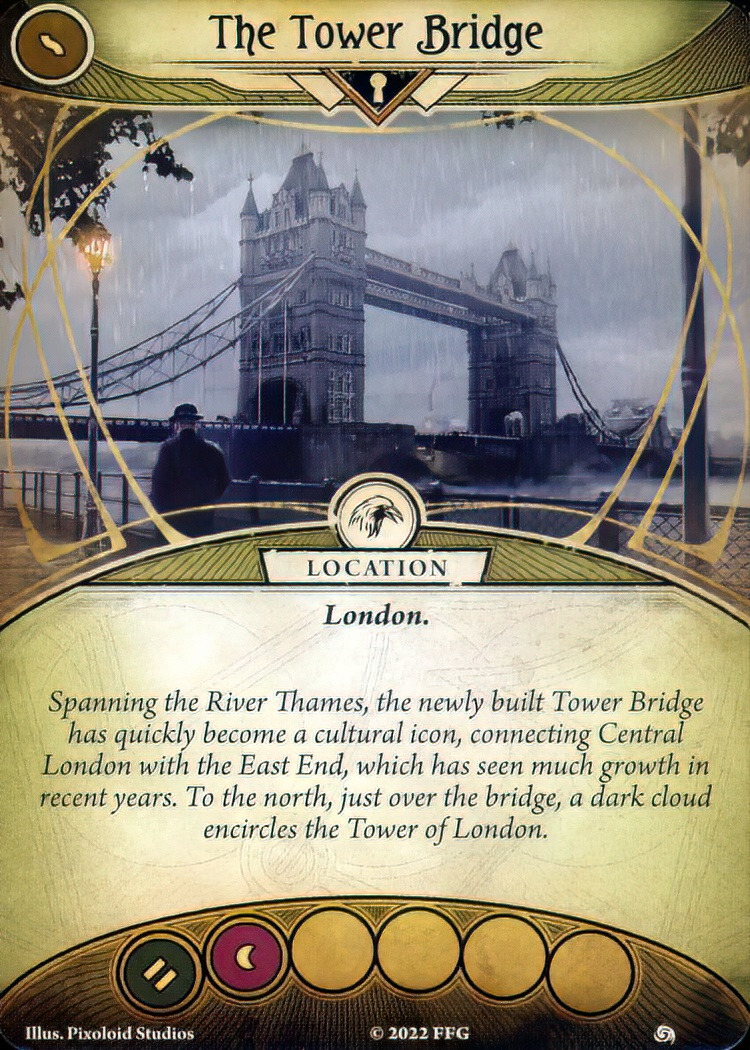 The Tower Bridge
LOCATION
London.
Spanning the River Thames, the newly built Tower Bridge
has quickly become a cultural icon, connecting Central
London with the East End, which has seen much growth in
recent years. To the north, just over the bridge, a dark cloud
encircles the Tower of London.
Illus. Pixoloid Studios
© 2022 FFG